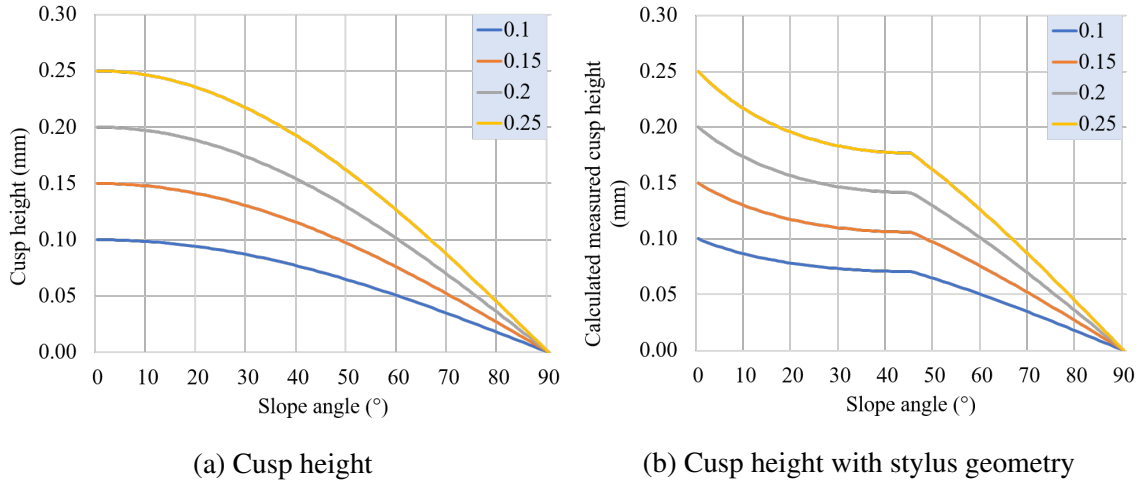 0.30
0.25
0.20
0.15
0.10
0.05
0.00
Cusp height (mm)
0 10 20 30 40 50 60 70 80 90
Slope angle (°)
0.1
0.15
0.2
0.25
(a) Cusp height
0.30
0.25
0.20
0.15
0.10
0.05
0.00
Calculated measured cusp height
(mm)
0 10 20 30 40 50 60 70 80 90
Slope angle (°)
0.1
0.15
0.2
0.25
(b) Cusp height with stylus geometry